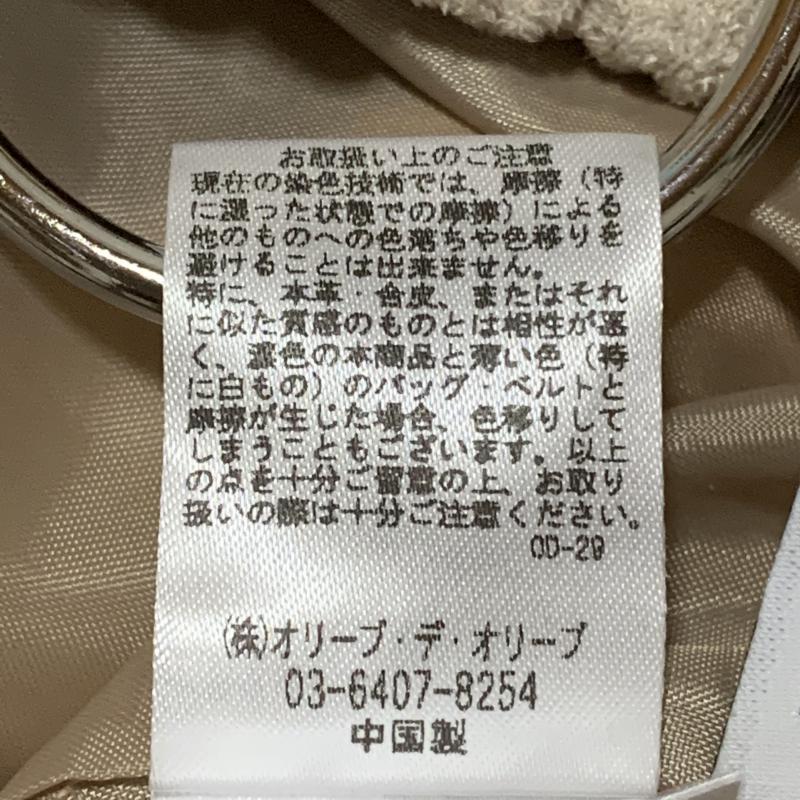 お取扱い上のご注意
現在の染色技術では、摩擦（特
に湿った状態での摩擦）による
他のものへの色落ちや色移りを
避けることは出来ません。
特に、本革・合皮、またはそれ
に似た質感のものとは相性が悪
く、濃色の本商品と薄い色（特
に白もの）のバッグ・ベルトと
摩擦が生じた場合、色移りして
しまうこともございます。以上
の点を十分ご留意の上、お取り
扱いの際は十分ご注意ください。
OD-29
(株)オリーブ・デ・オリーブ
03-6407-8254
中国製